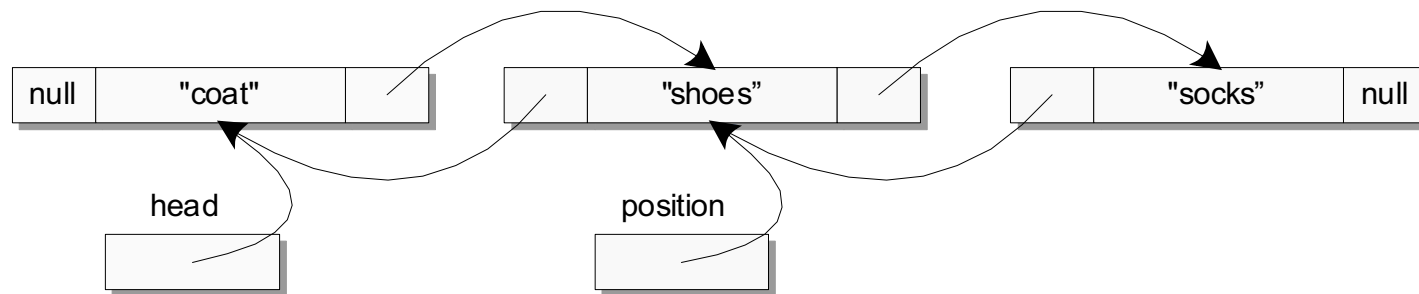 null "coat" "shoes” "socks” null
head position